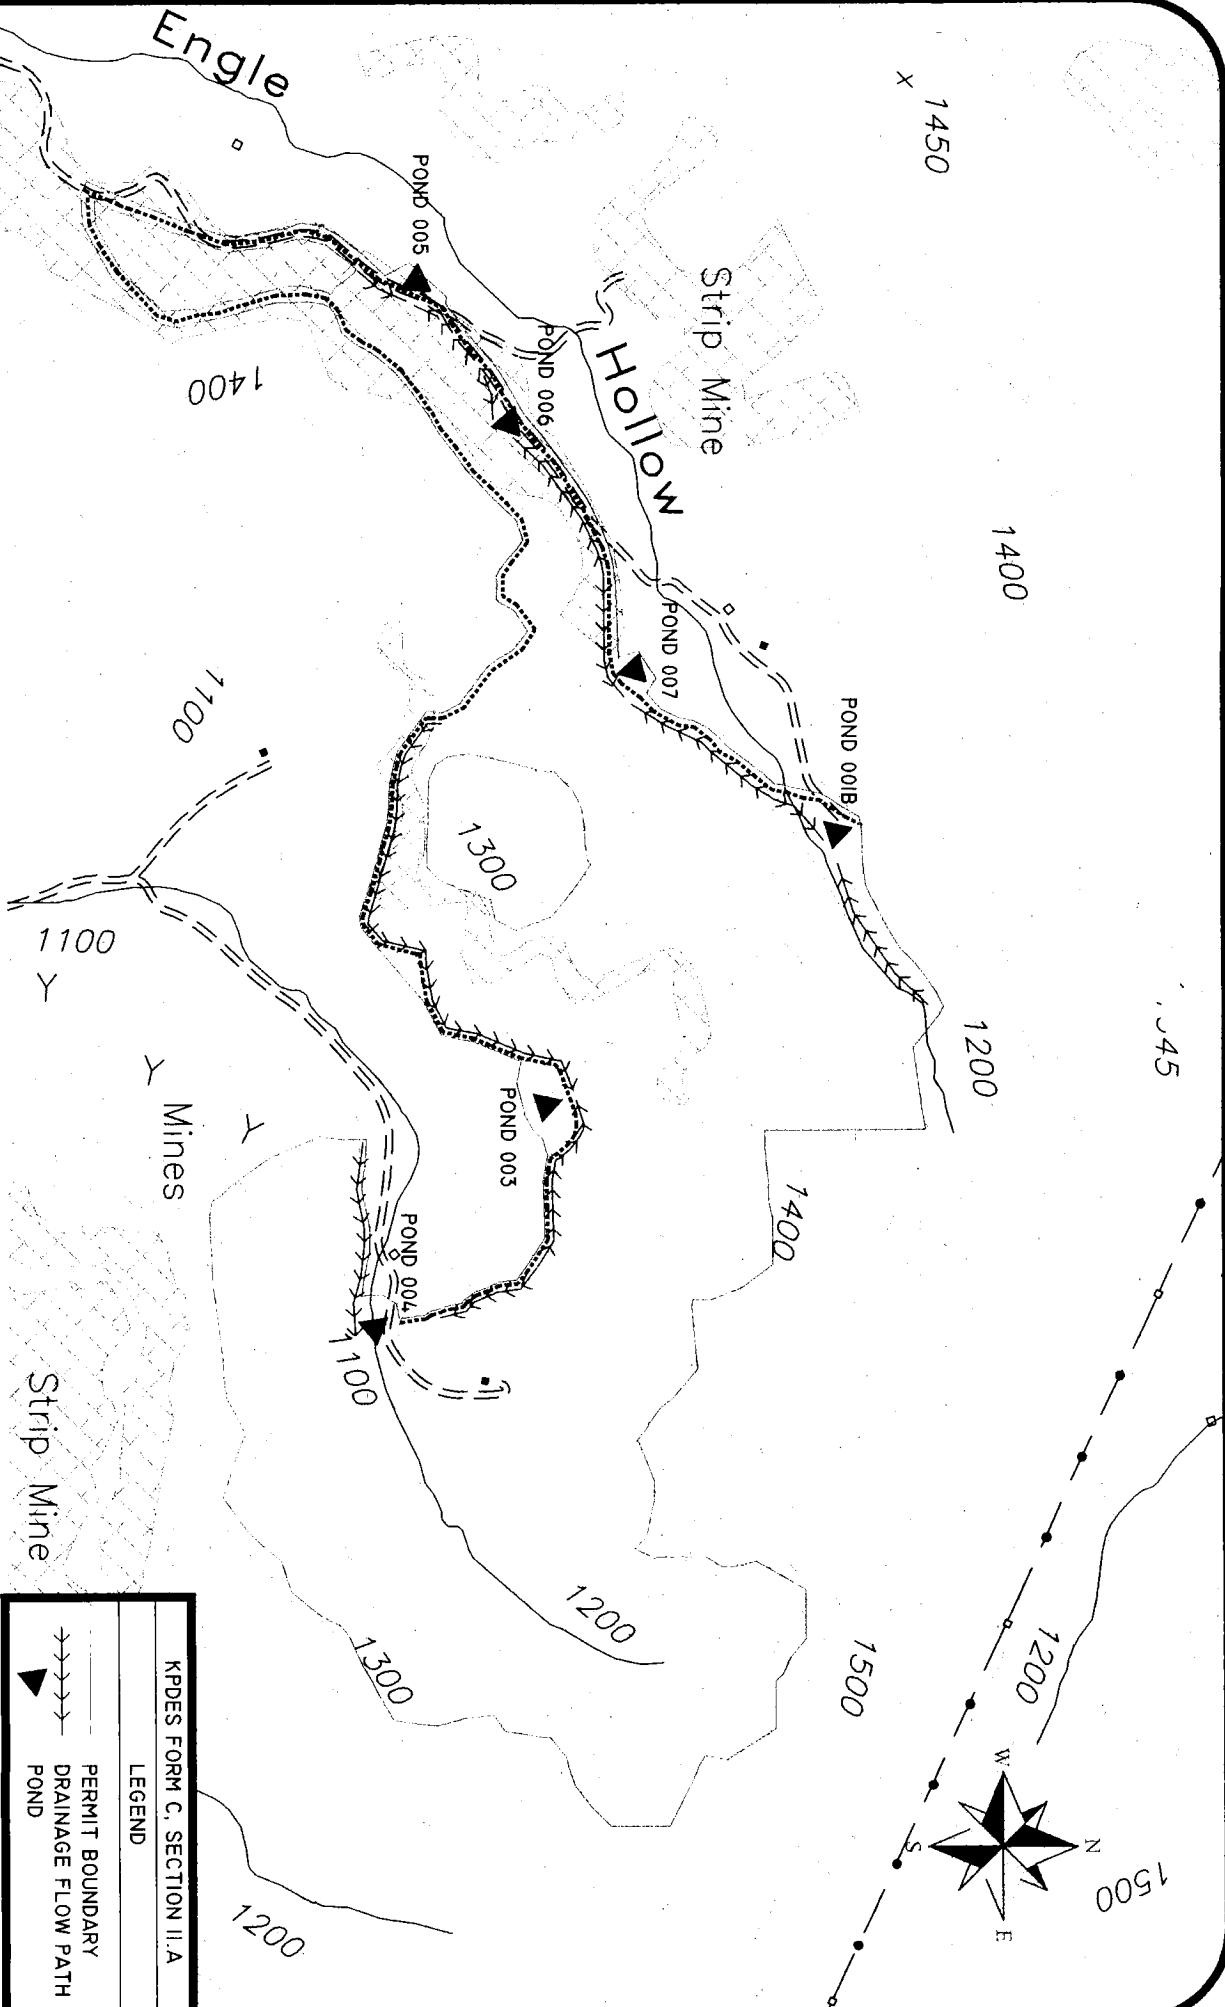 Engle
Hollow
1450
Strip Mine
POND 005
POND 006
1400
1400
POND 007
POND 001B
1100
1300
1100
1200
Mines
POND 003
1400
POND 004
1100
Strip Mine
1200
1300
1500
1200
1500
1200
W
N
S
E
KPDES FORM C, SECTION II.A
LEGEND
PERMIT BOUNDARY
DRAINAGE FLOW PATH
POND